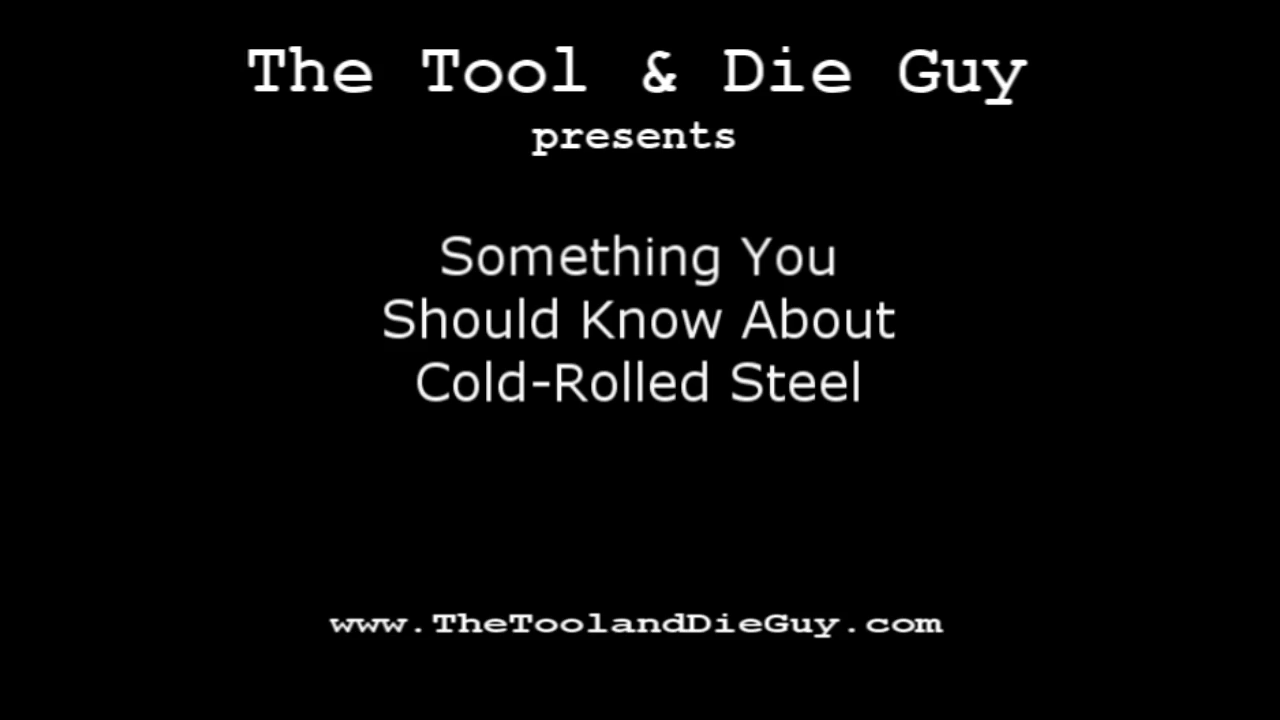 The Tool & Die Guy
presents
Something You
Should Know About
Cold-Rolled Steel
www.TheToolandDieGuy.com